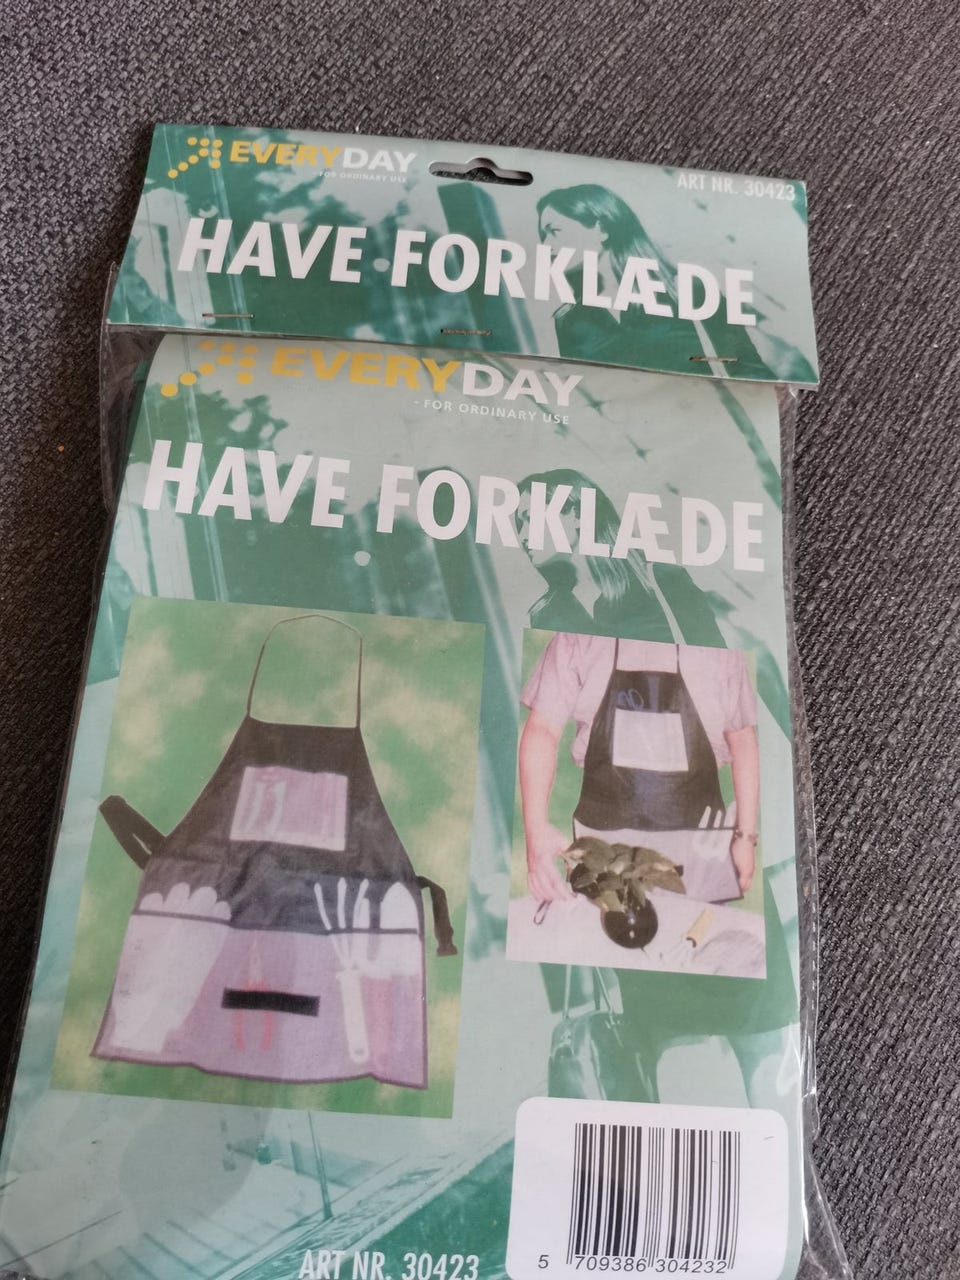 EVERYDAY
- FOR ORDINARY USE
ART NR. 30423
HAVE FORKLÆDE
EVERYDAY
- FOR ORDINARY USE
HAVE FORKLÆDE
5 709386 304232
ART NR. 30423